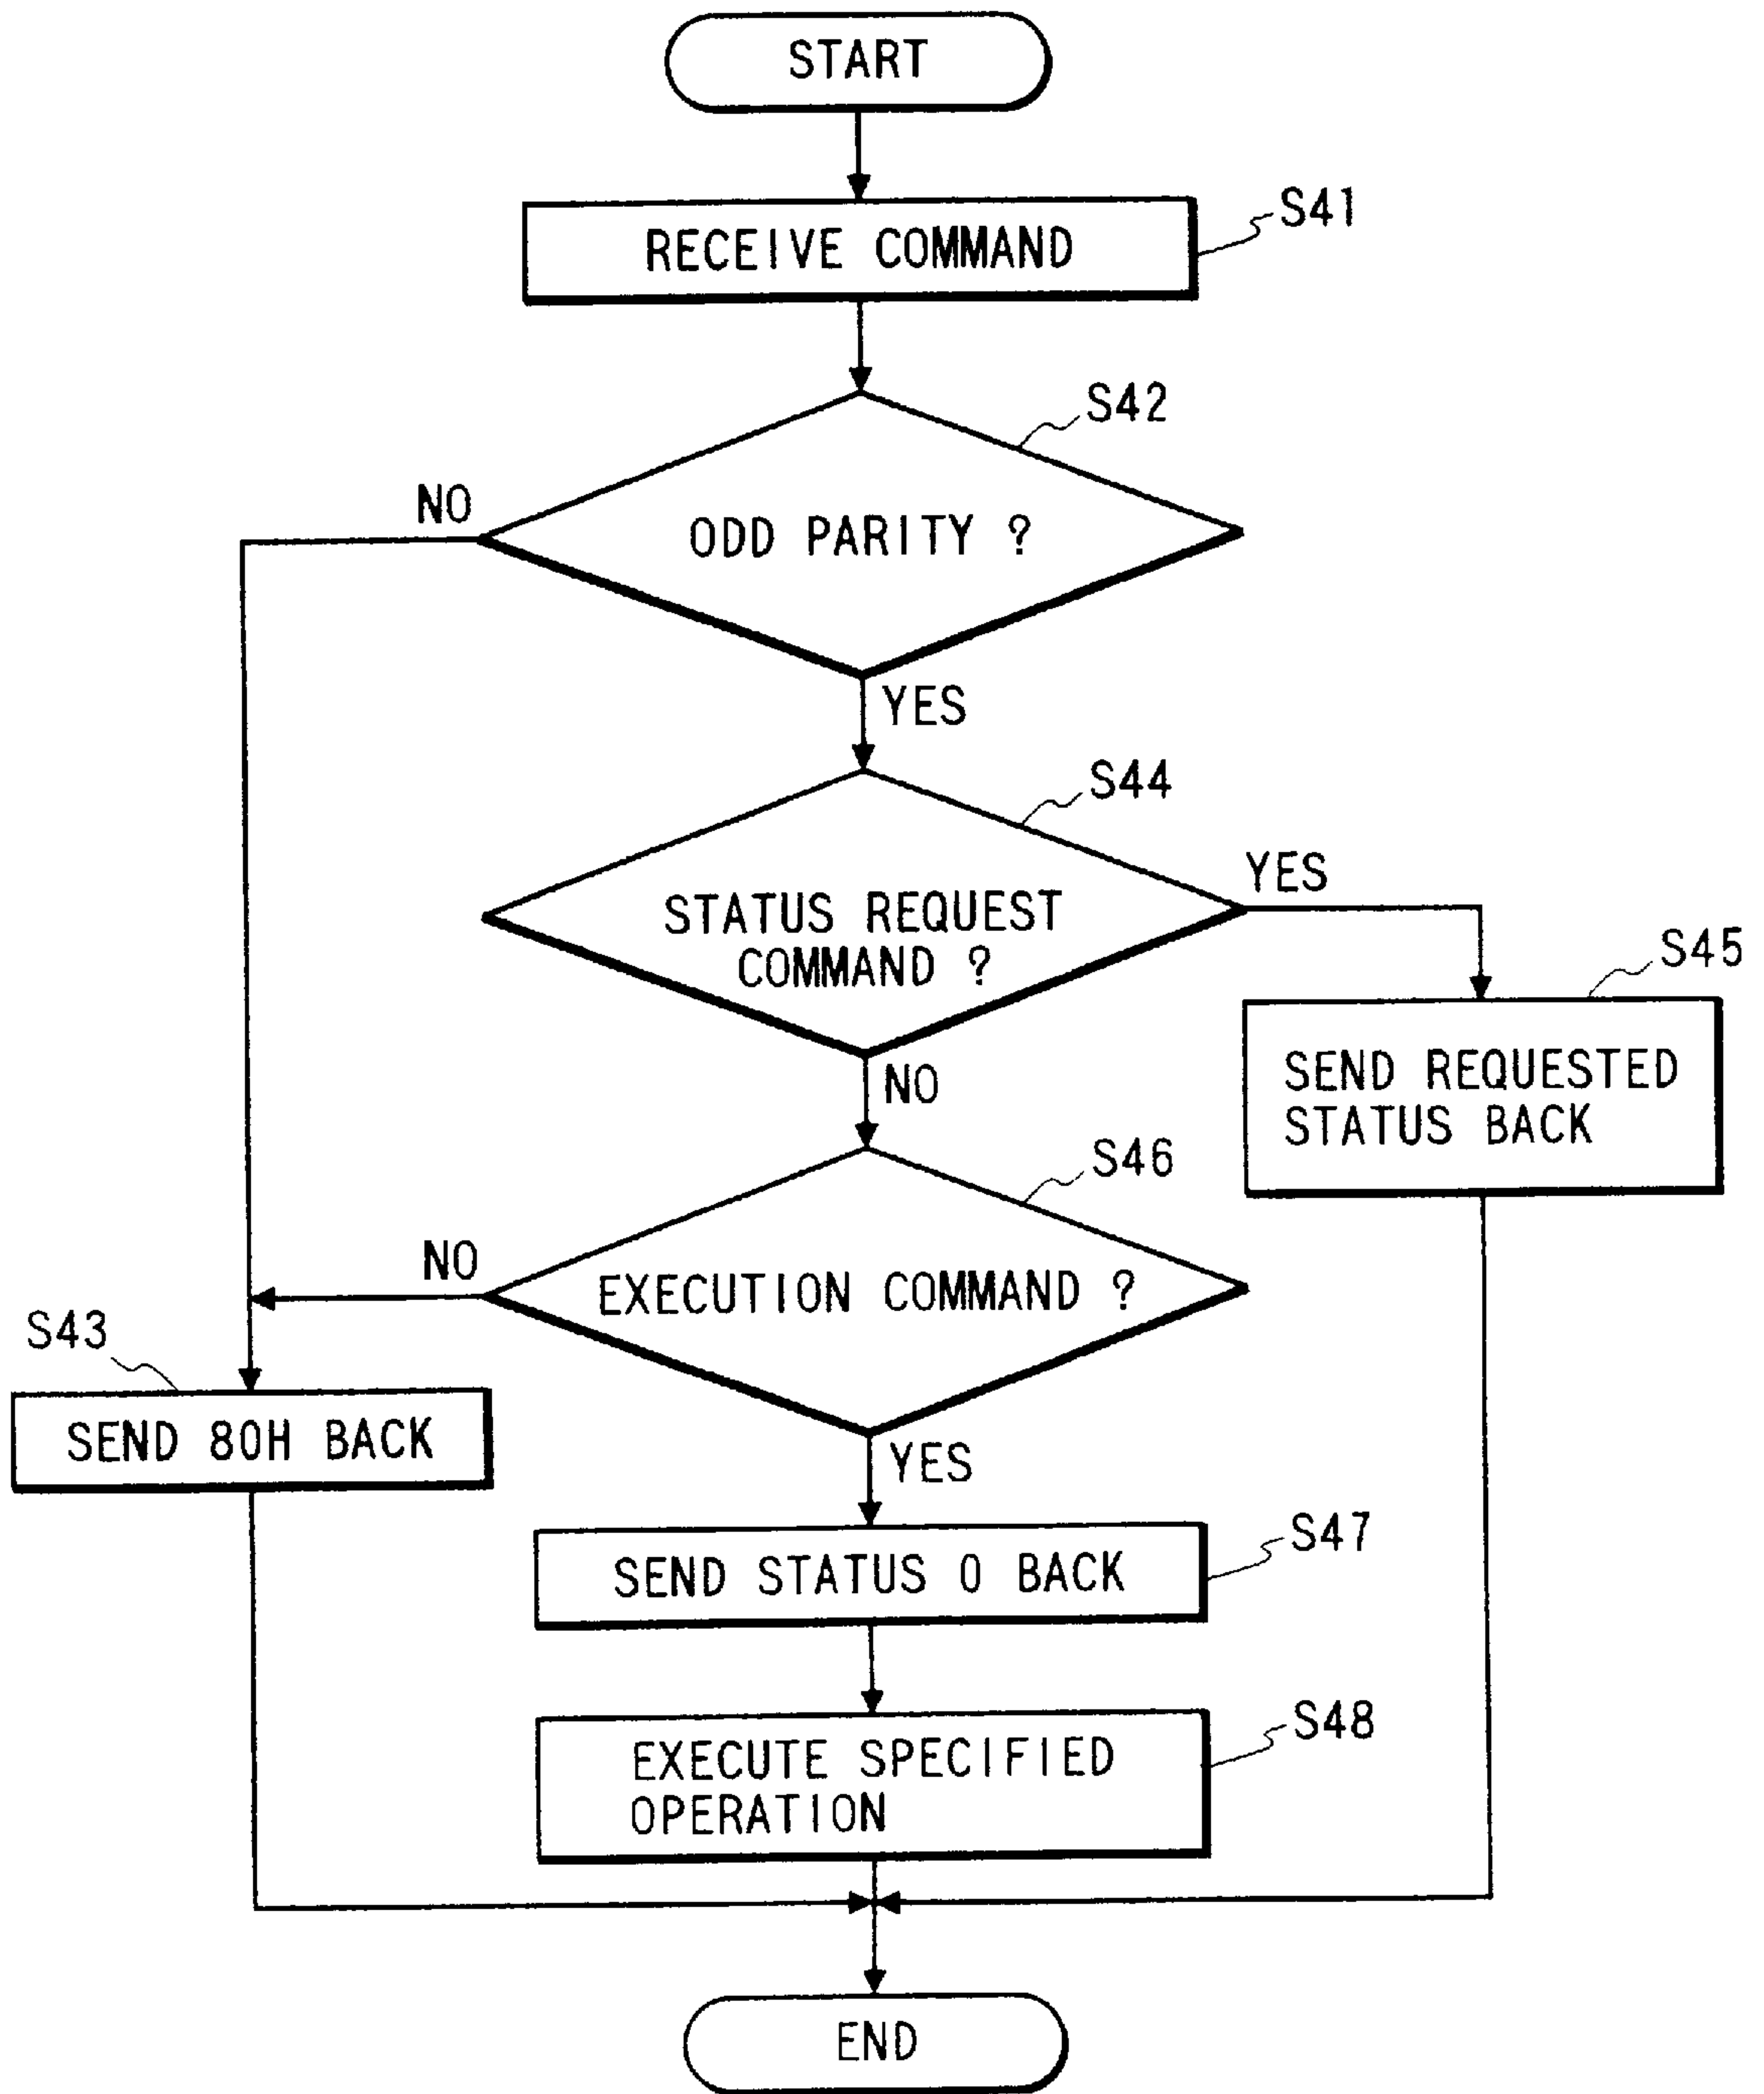 START
RECEIVE COMMAND
S41
S42
ODD PARITY ?
NO
YES
S44
STATUS REQUEST
COMMAND ?
YES
NO
S45
SEND REQUESTED
STATUS BACK
S46
EXECUTION COMMAND ?
NO
YES
S43
SEND 80H BACK
S47
SEND STATUS 0 BACK
S48
EXECUTE SPECIFIED
OPERATION
END